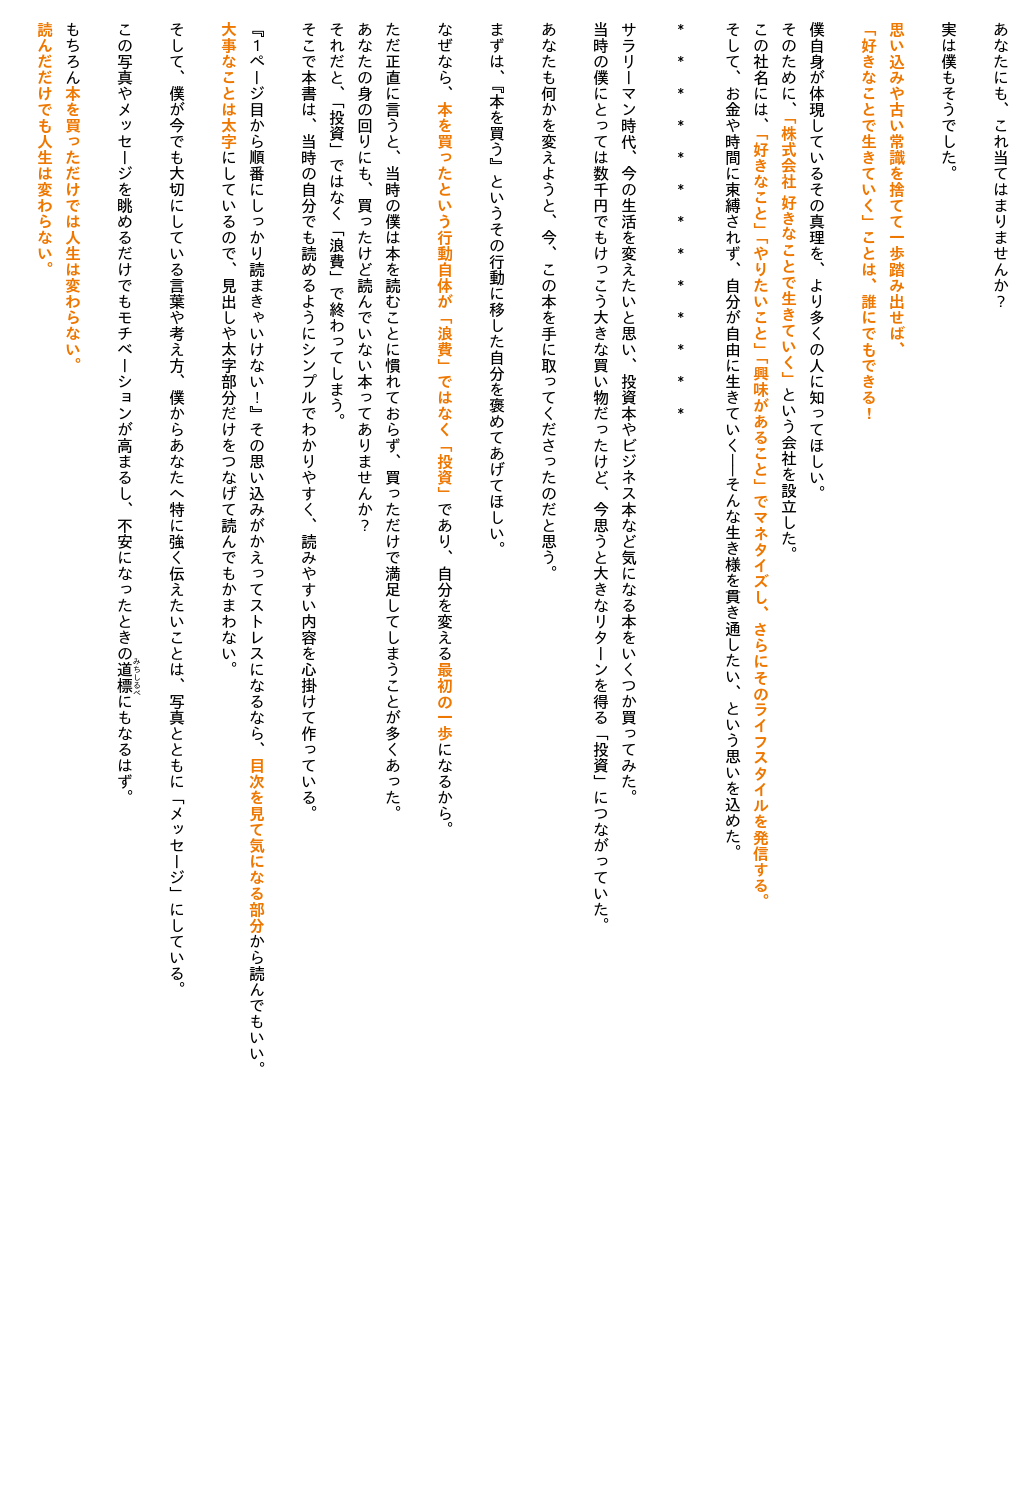 あなたにも、これ当てはまりませんか？
実は僕もそうでした。
思い込みや古い常識を捨てて一歩踏み出せば、
「好きなことで生きていく」ことは、誰にでもできる！
僕自身が体現しているその真理を、より多くの人に知ってほしい。
そのために、「株式会社 好きなことで生きていく」という会社を設立した。
この社名には、「好きなこと」「やりたいこと」「興味があること」でマネタイズし、さらにそのライフスタイルを発信する。
そして、お金や時間に束縛されず、自分が自由に生きていく――そんな生き様を貫き通したい、という思いを込めた。
＊　＊　＊　＊　＊　＊　＊　＊　＊　＊　＊　＊　＊
サラリーマン時代、今の生活を変えたいと思い、投資本やビジネス本など気になる本をいくつか買ってみた。
当時の僕にとっては数千円でもけっこう大きな買い物だったけど、今思うと大きなリターンを得る「投資」につながっていた。
あなたも何かを変えようと、今、この本を手に取ってくださったのだと思う。
まずは、『本を買う』というその行動に移した自分を褒めてあげてほしい。
なぜなら、本を買ったという行動自体が「浪費」ではなく「投資」であり、自分を変える最初の一歩になるから。
ただ正直に言うと、当時の僕は本を読むことに慣れておらず、買っただけで満足してしまうことが多くあった。
あなたの身の回りにも、買ったけど読んでいない本ってありませんか？
それだと、「投資」ではなく「浪費」で終わってしまう。
そこで本書は、当時の自分でも読めるようにシンプルでわかりやすく、読みやすい内容を心掛けて作っている。
『１ページ目から順番にしっかり読まきゃいけない！』その思い込みがかえってストレスになるなら、目次を見て気になる部分から読んでもいい。
大事なことは太字にしているので、見出しや太字部分だけをつなげて読んでもかまわない。
そして、僕が今でも大切にしている言葉や考え方、僕からあなたへ特に強く伝えたいことは、写真とともに「メッセージ」にしている。
この写真やメッセージを眺めるだけでもモチベーションが高まるし、不安になったときの道標にもなるはず。
みちしるべ
もちろん本を買っただけでは人生は変わらない。
読んだだけでも人生は変わらない。